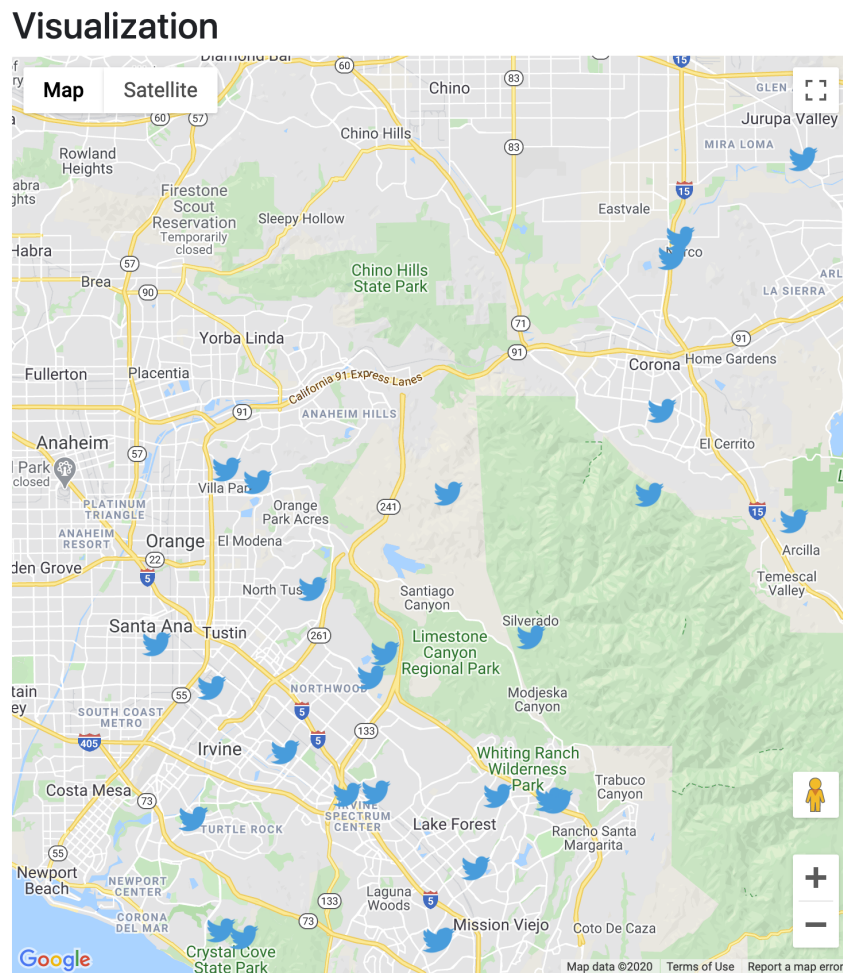 Visualization
Diamond Bar
60
83
15
Map
Satellite
Chino
GLEN
60
57
Jurupa Valley
Chino Hills
83
MIRA LOMA
Rowland
Heights
15
Firestone
Scout
Reservation
Temporarily
closed
Sleepy Hollow
Eastvale
Habra
57
Chino Hills
State Park
Brea
90
LA SIERRA
71
Yorba Linda
91
91
Corona
Home Gardens
Fullerton
Placentia
California 91 Express Lanes
91
ANAHEIM HILLS
Anaheim
57
El Cerrito
Park
closed
Villa Par
PLATINUM
TRIANGLE
Orange
Park Acres
241
15
ANAHEIM
RESORT
Orange
El Modena
Arcilla
22
den Grove
5
Temescal
Valley
North Tus
Santiago
Canyon
Santa Ana
Tustin
261
Silverado
Limestone
Canyon
Regional Park
NORTHWOOD
55
Modjeska
Canyon
5
SOUTH COAST
METRO
133
405
5
Irvine
Whiting Ranch
Wilderness
Park
Trabuco
Canyon
Costa Mesa
73
IRVINE
SPECTRUM
CENTER
TURTLE ROCK
Lake Forest
Rancho Santa
Margarita
55
Newport
Beach
NEWPORT
CENTER
Laguna
Woods
133
5
CORONA
DEL MAR
73
Mission Viejo
Coto De Caza
Crystal Cove
State Park
Google
Map data ©2020
Terms of Use
Report a map error